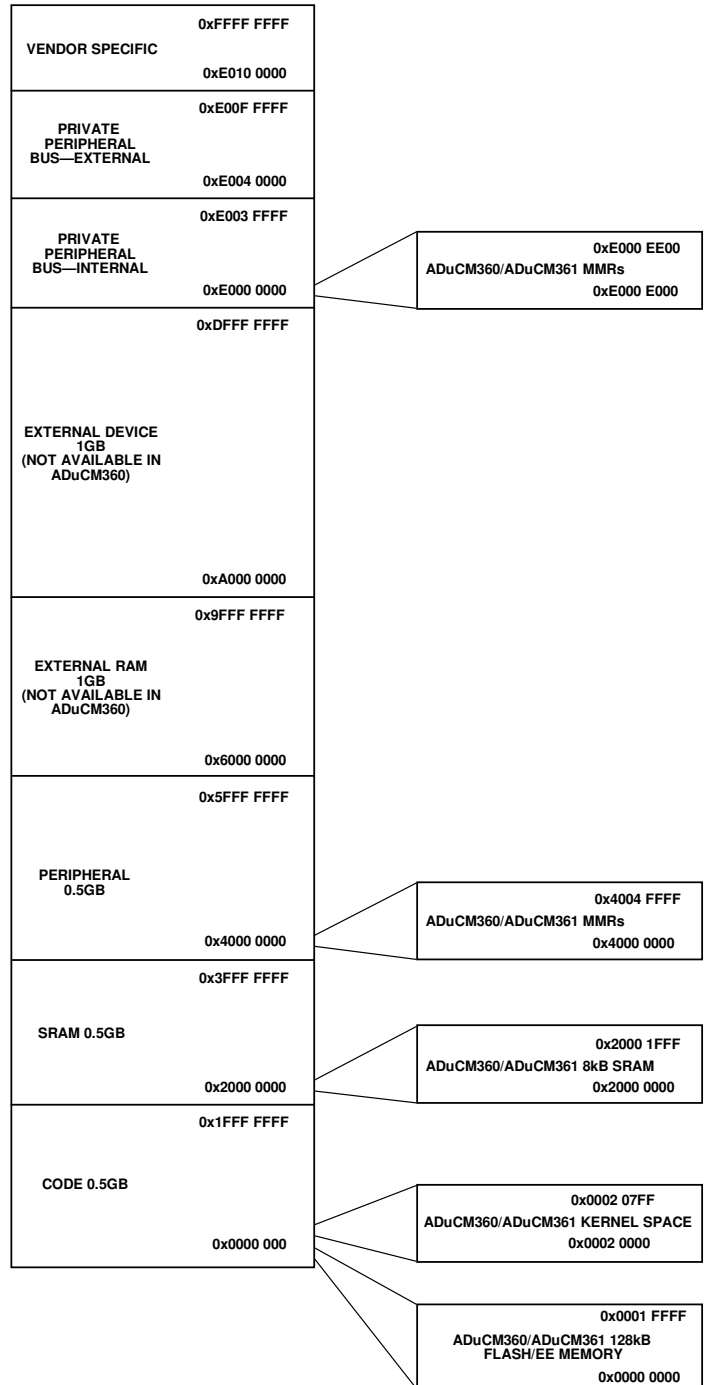 0xFFFF FFFF
VENDOR SPECIFIC
0xE010 0000
0xE00F FFFF
PRIVATE
PERIPHERAL
BUS—EXTERNAL
0xE004 0000
0xE003 FFFF
PRIVATE
PERIPHERAL
BUS—INTERNAL
0xE000 0000
0xE000 EE00
ADuCM360/ADuCM361 MMRs
0xE000 E000
0xDFFF FFFF
EXTERNAL DEVICE
1GB
(NOT AVAILABLE IN
ADuCM360)
0xA000 0000
0x9FFF FFFF
EXTERNAL RAM
1GB
(NOT AVAILABLE IN
ADuCM360)
0x6000 0000
0x5FFF FFFF
PERIPHERAL
0.5GB
0x4000 0000
0x4004 FFFF
ADuCM360/ADuCM361 MMRs
0x4000 0000
0x3FFF FFFF
SRAM 0.5GB
0x2000 0000
0x2000 1FFF
ADuCM360/ADuCM361 8kB SRAM
0x2000 0000
0x1FFF FFFF
CODE 0.5GB
0x0000 000
0x0002 07FF
ADuCM360/ADuCM361 KERNEL SPACE
0x0002 0000
0x0001 FFFF
ADuCM360/ADuCM361 128kB
FLASH/EE MEMORY
0x0000 0000